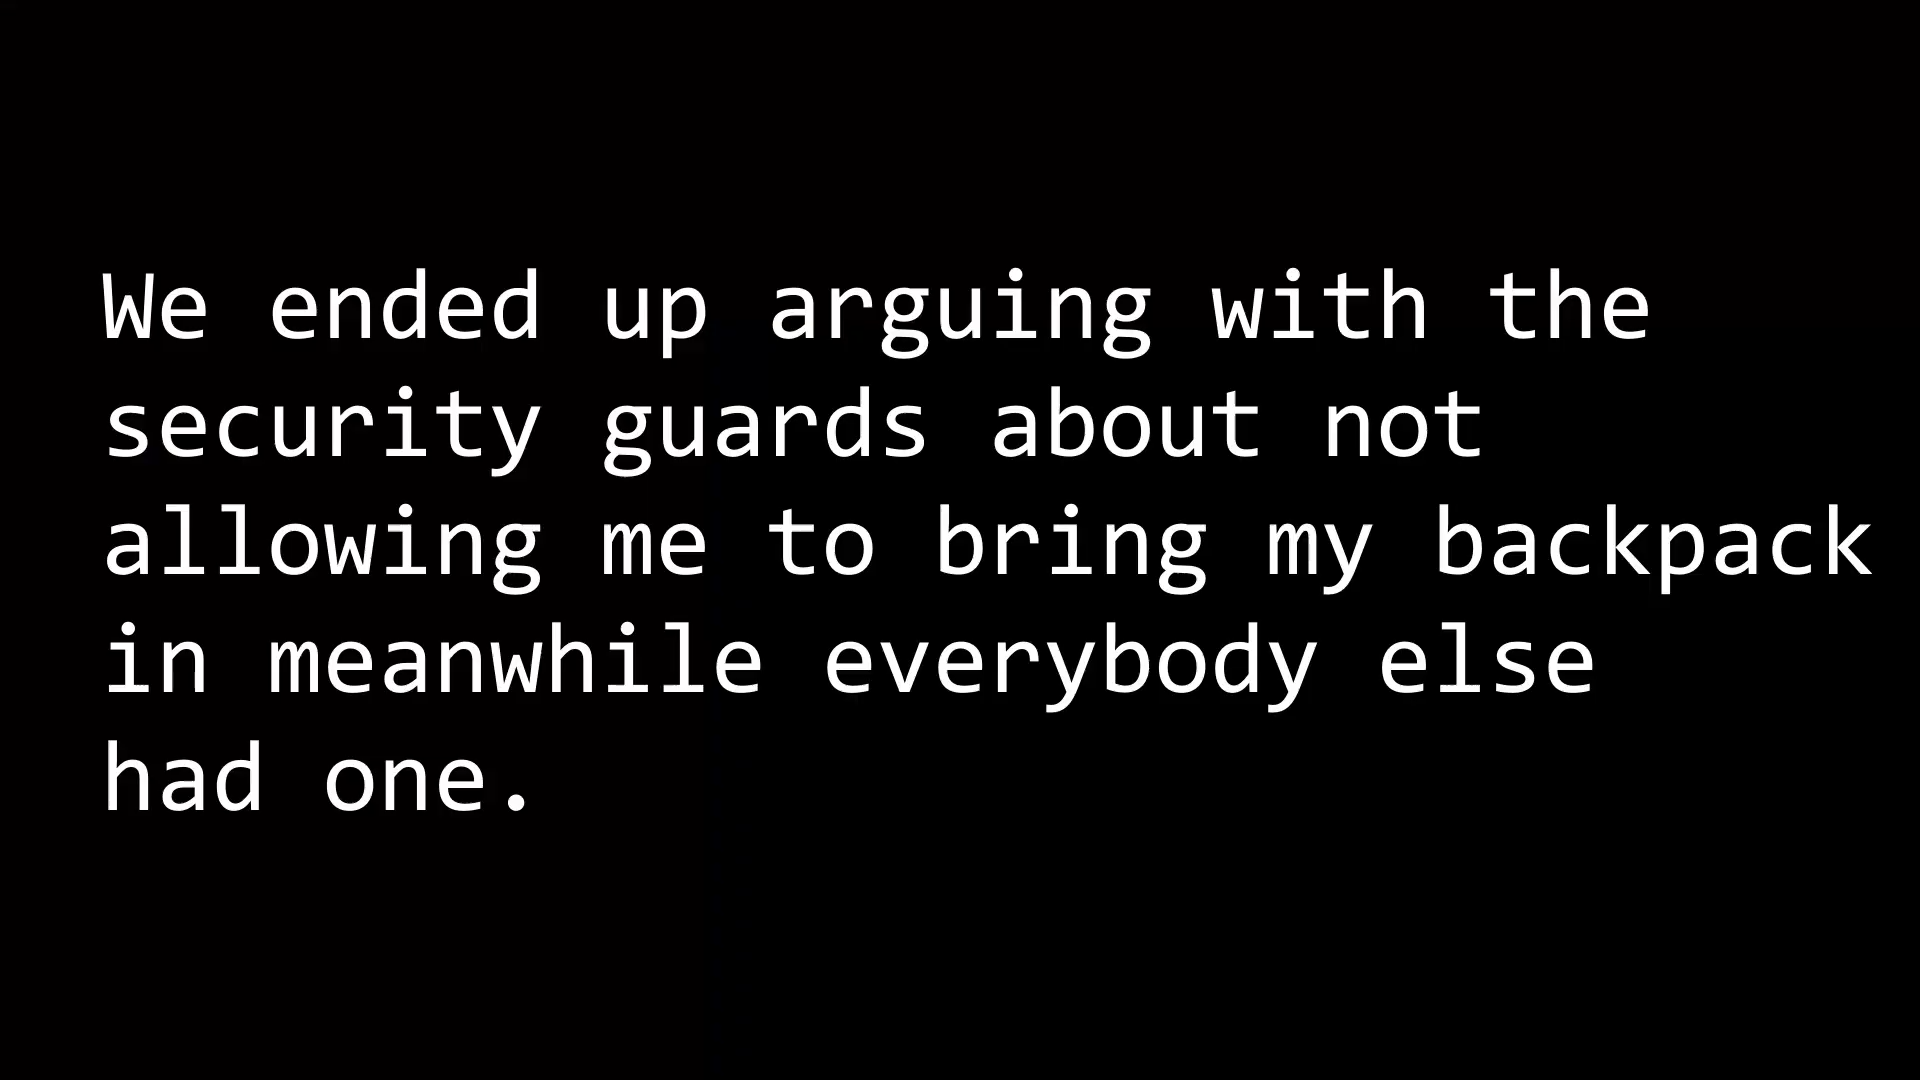 We ended up arguing with the
security guards about not
allowing me to bring my backpack
in meanwhile everybody else
had one.